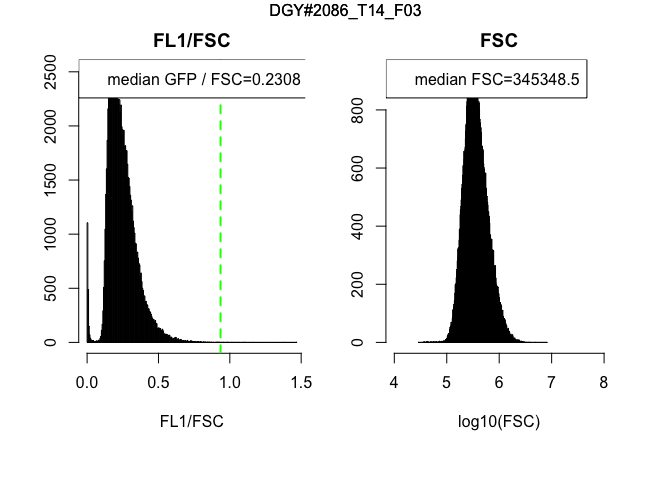 DGY#2086_T14_F03
FL1/FSC
median GFP / FSC=0.2308
0
500
1000
1500
2000
2500
0.0 0.5 1.0 1.5
FL1/FSC
FSC
median FSC=345348.5
0
200
400
600
800
4 5 6 7 8
log10(FSC)